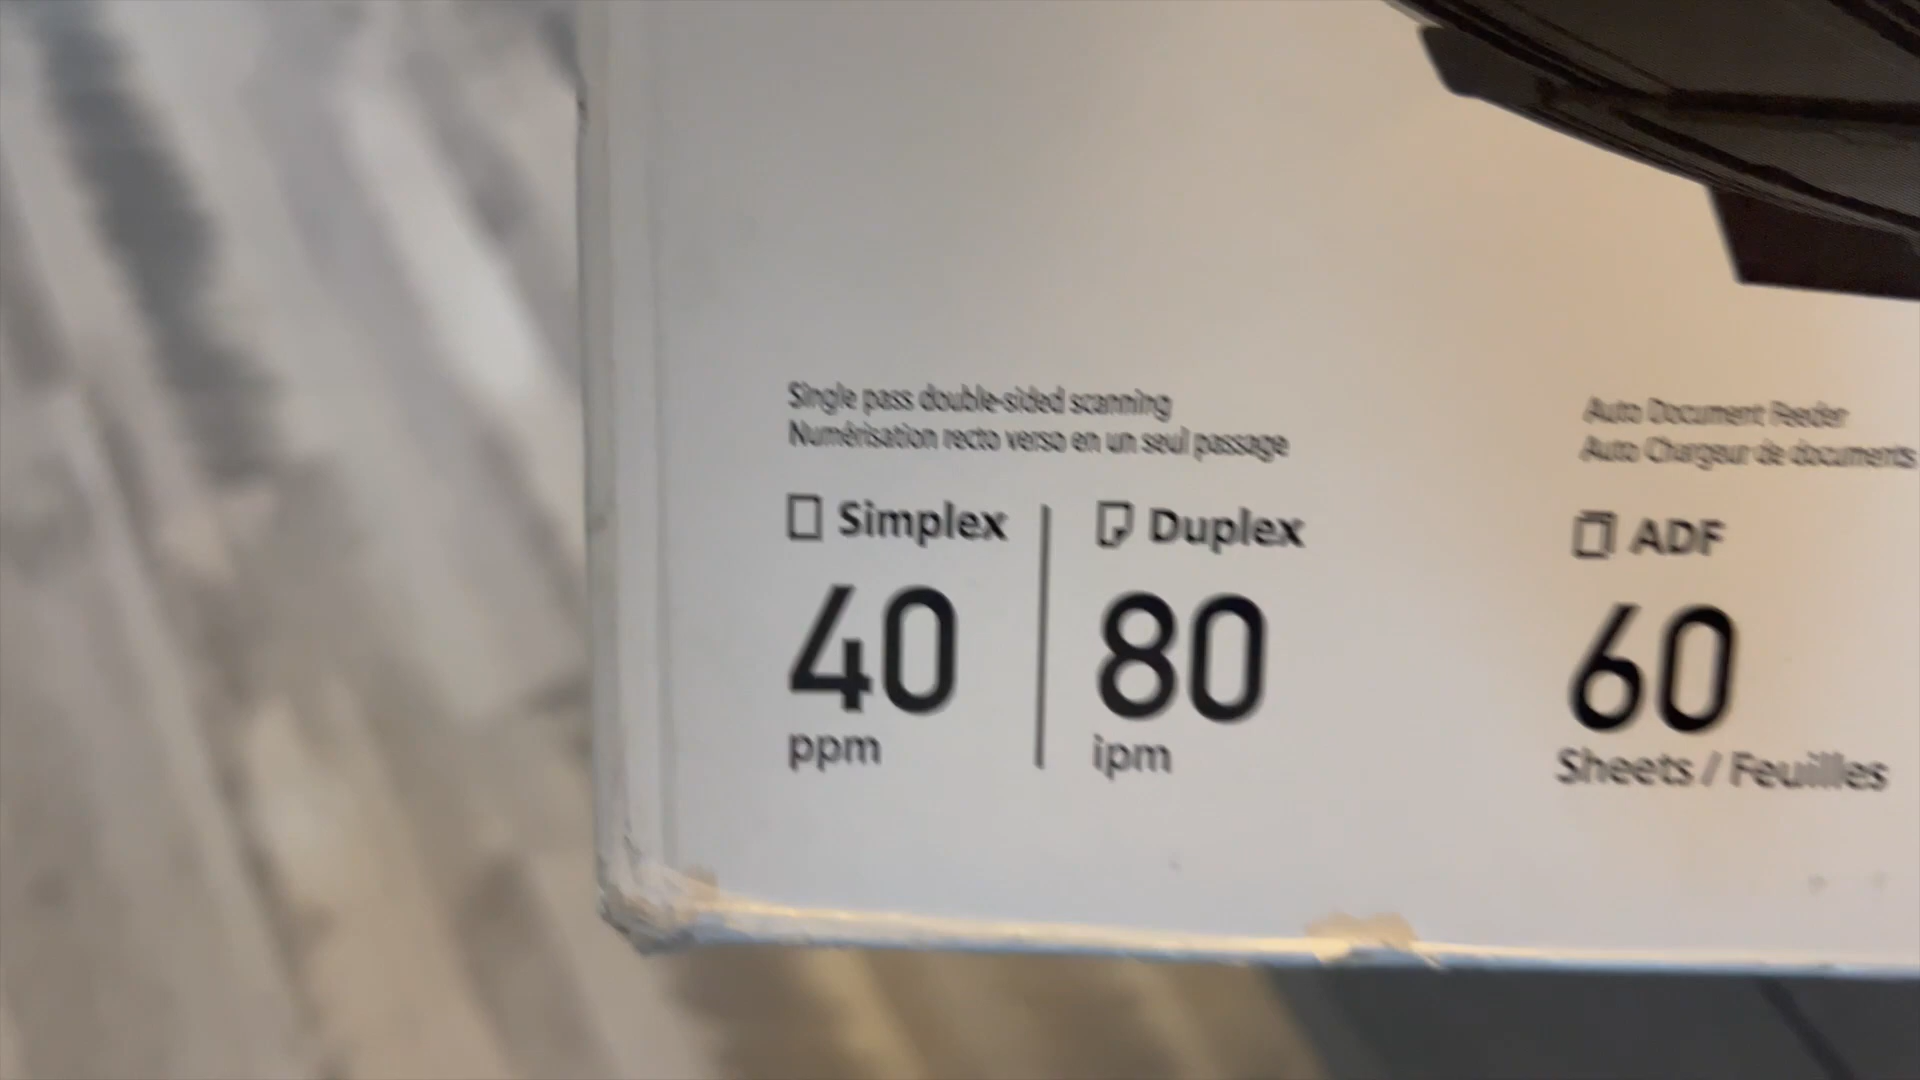 Single pass double-sided scanning
Numérisation recto verso en un seul passage
Simplex
40
ppm
Duplex
80
ipm
Auto Document Feeder
Auto Chargeur de documents
ADF
60
Sheets / Feuilles